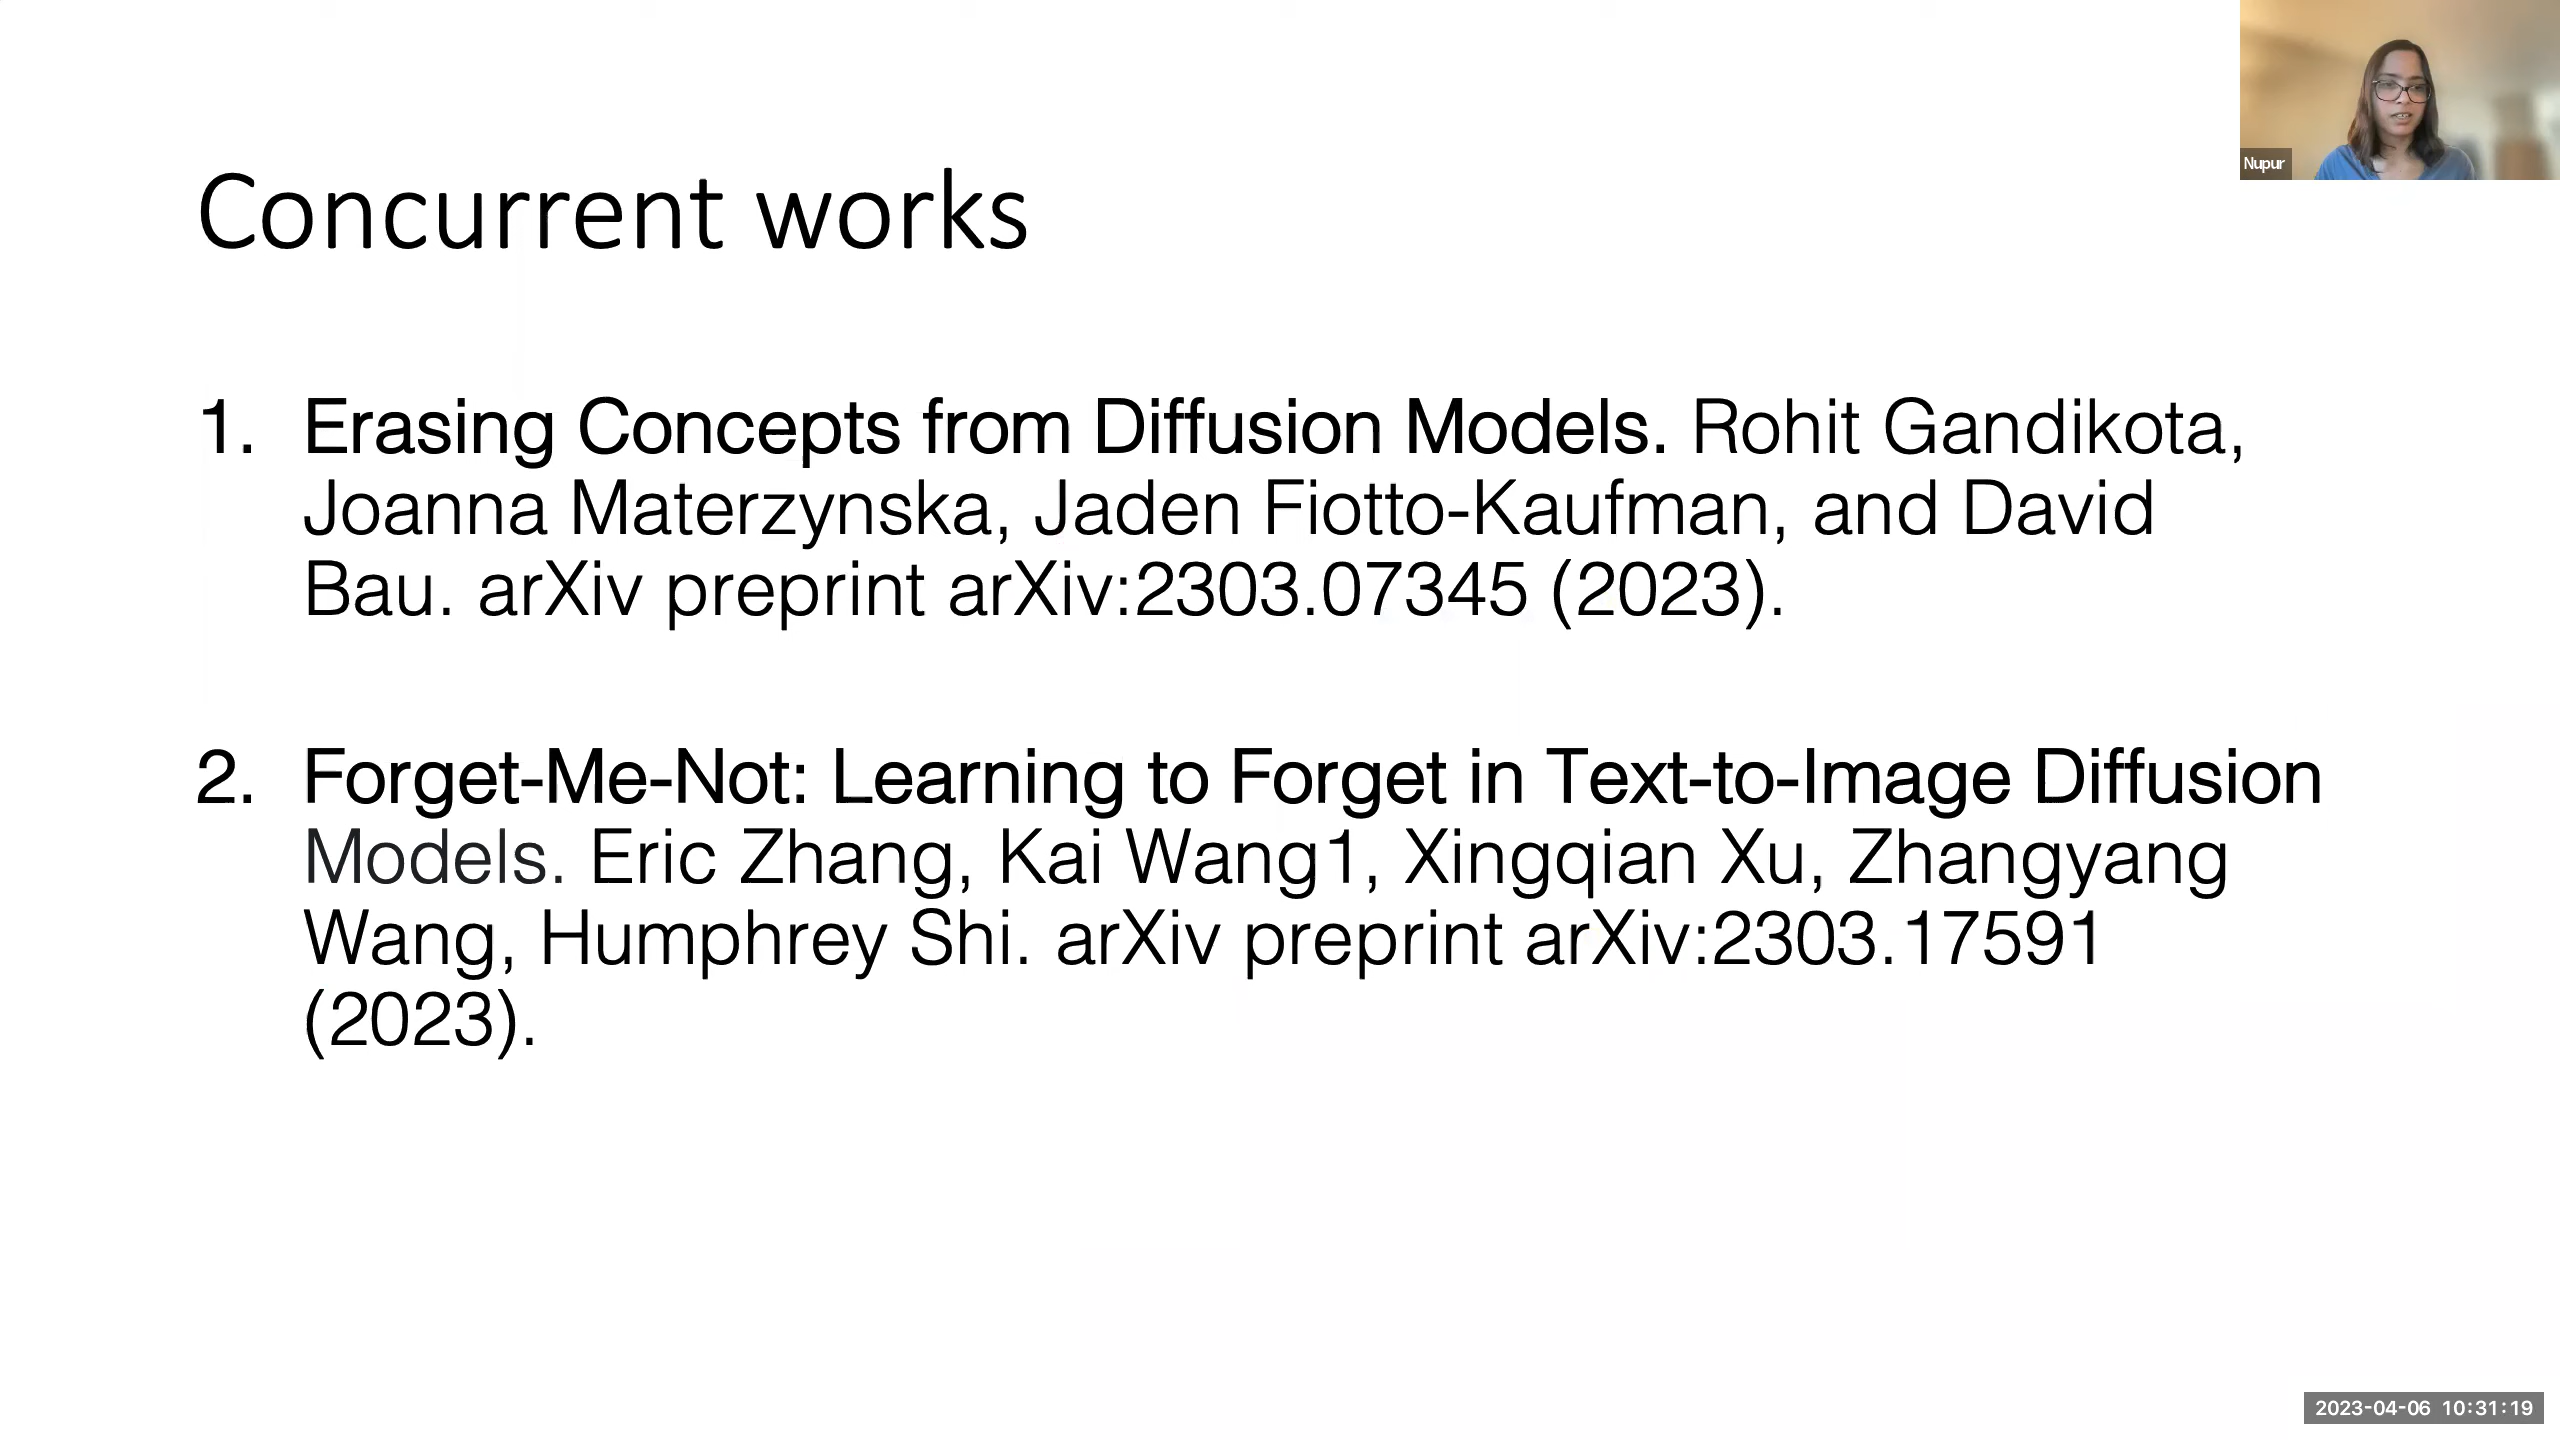 Nupur
Concurrent works
1. Erasing Concepts from Diffusion Models. Rohit Gandikota,
Joanna Materzynska, Jaden Fiotto-Kaufman, and David
Bau. arXiv preprint arXiv:2303.07345 (2023).
2. Forget-Me-Not: Learning to Forget in Text-to-Image Diffusion
Models. Eric Zhang, Kai Wang1, Xingqian Xu, Zhangyang
Wang, Humphrey Shi. arXiv preprint arXiv:2303.17591
(2023).
2023-04-06 10:31:19